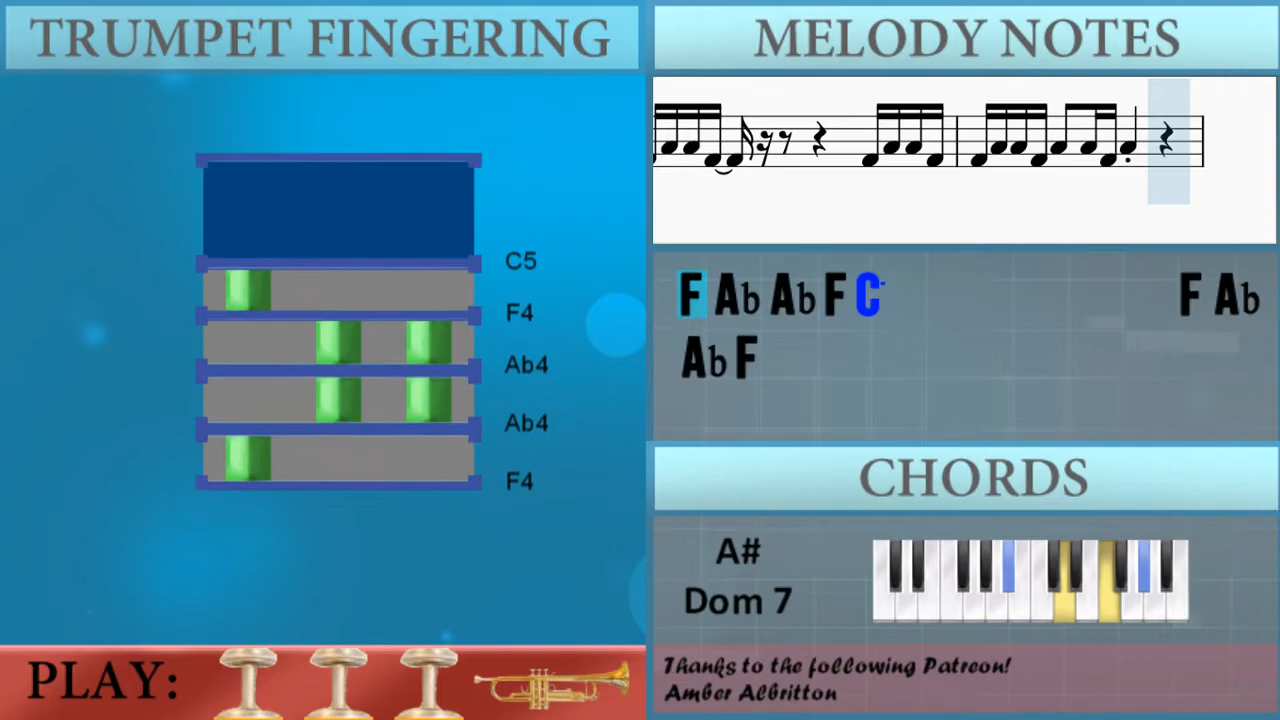 TRUMPET FINGERING
C5
F4
Ab4
Ab4
F4
PLAY:
MELODY NOTES
F Ab Ab F C F Ab
Ab F
CHORDS
A#
Dom 7
Thanks to the following Patreon!
Amber Albritton